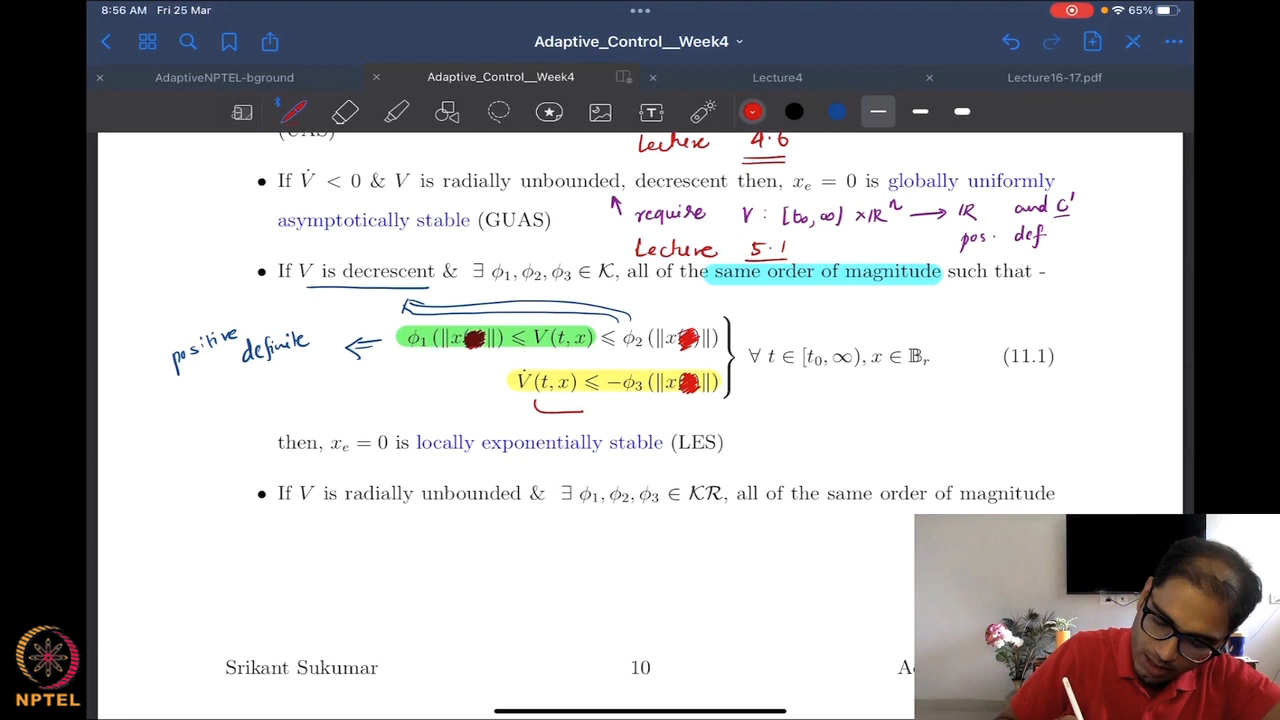 8:56 AM Fri 25 Mar
65%
Adaptive_Control__Week4
AdaptiveNPTEL-bground
Adaptive_Control__Week4
Lecture4
Lecture16-17.pdf
(UAS)
Lecture 4.6
• If V̇ < 0 & V is radially unbounded, decrescent then, xₑ = 0 is globally uniformly
asymptotically stable (GUAS)
require V : [t₀, ∞) × ℝⁿ → ℝ and C¹
pos. def
Lecture 5.1
• If V is decrescent & ∃ ϕ₁, ϕ₂, ϕ₃ ∈ 𝒦, all of the same order of magnitude such that -
positive definite ⇐
ϕ₁ (‖x ‖) ⩽ V(t, x) ⩽ ϕ₂ (‖x ‖)
V̇(t, x) ⩽ −ϕ₃ (‖x ‖)
} ∀ t ∈ [t₀, ∞), x ∈ 𝔹ᵣ (11.1)
then, xₑ = 0 is locally exponentially stable (LES)
• If V is radially unbounded & ∃ ϕ₁, ϕ₂, ϕ₃ ∈ 𝒦ℛ, all of the same order of magnitude
Srikant Sukumar 10
NPTEL